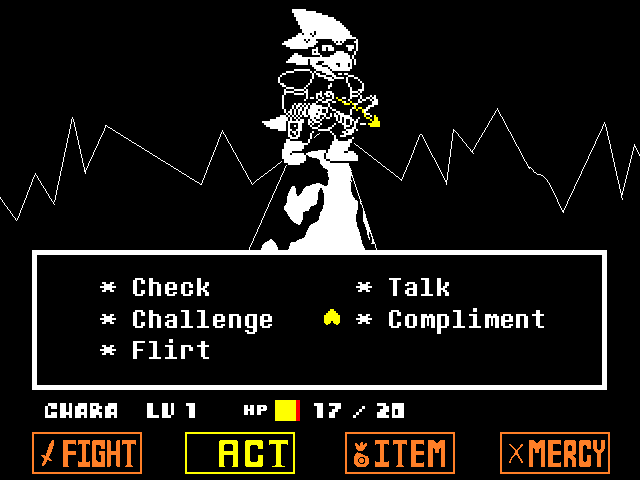 * Check * Talk
* Challenge * Compliment
* Flirt
CHARA LV 1 HP 17 / 20
FIGHT ACT ITEM MERCY